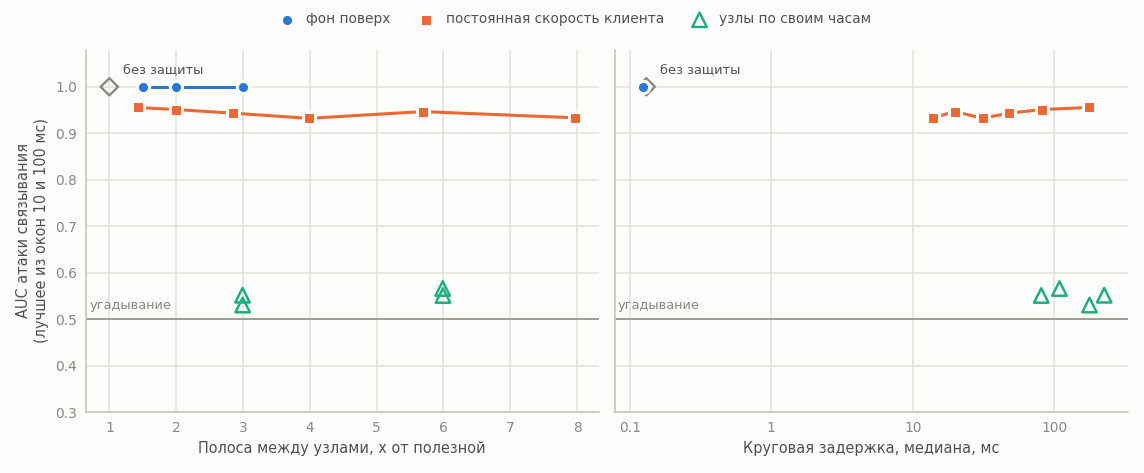 фон поверх
постоянная скорость клиента
узлы по своим часам
AUC атаки связывания
(лучшее из окон 10 и 100 мс)
1.0
0.9
0.8
0.7
0.6
0.5
0.4
0.3
без защиты
угадывание
1 2 3 4 5 6 7 8
Полоса между узлами, x от полезной
без защиты
угадывание
0.1 1 10 100
Круговая задержка, медиана, мс